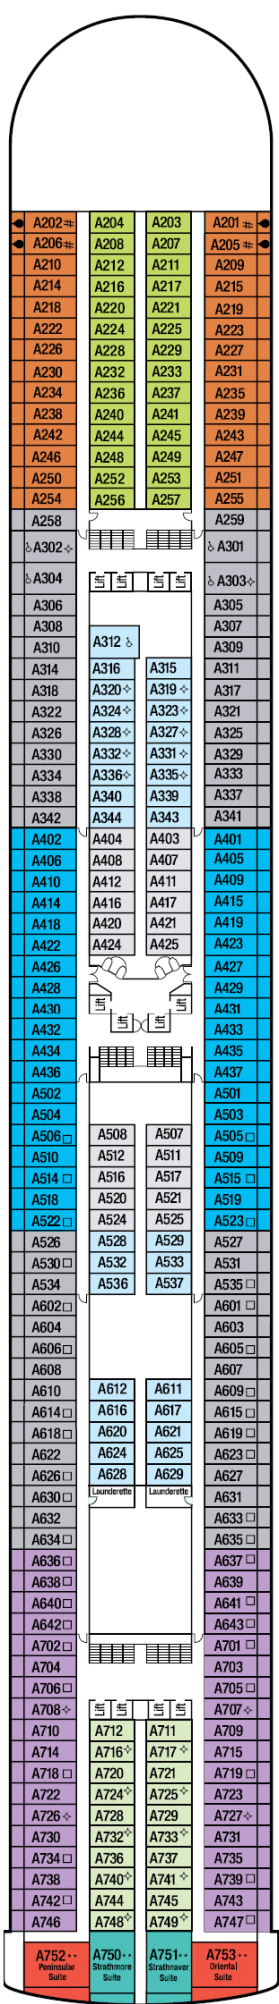 A202 # A204 A203 A201 #
A206 # A208 A207 A205 #
A210 A212 A211 A209
A214 A216 A217 A215
A218 A220 A221 A219
A222 A224 A225 A223
A226 A228 A229 A227
A230 A232 A233 A231
A234 A236 A237 A235
A238 A240 A241 A239
A242 A244 A245 A243
A246 A248 A249 A247
A250 A252 A253 A251
A254 A256 A257 A255
A258 A259
♿A302✧ ♿A301
♿A304 Lift Lift Lift Lift ♿A303✧
A306 A305
A308 A307
A310 A312 ♿ A309
A314 A316 A315 A311
A318 A320✧ A319✧ A317
A322 A324✧ A323✧ A321
A326 A328✧ A327✧ A325
A330 A332✧ A331✧ A329
A334 A336✧ A335✧ A333
A338 A340 A339 A337
A342 A344 A343 A341
A402 A404 A403 A401
A406 A408 A407 A405
A410 A412 A411 A409
A414 A416 A417 A415
A418 A420 A421 A419
A422 A424 A425 A423
A426 A427
A428 A429
A430 Lift Lift A431
A432 Lift Lift A433
A434 A435
A436 A437
A502 A501
A504 A503
A506□ A508 A507 A505□
A510 A512 A511 A509
A514□ A516 A517 A515□
A518 A520 A521 A519
A522□ A524 A525 A523□
A526 A528 A529 A527
A530□ A532 A533 A531
A534 A536 A537 A535□
A602□ A601□
A604 A603
A606□ A605□
A608 A607
A610 A612 A611 A609□
A614□ A616 A617 A615□
A618□ A620 A621 A619□
A622 A624 A625 A623□
A626□ A628 A629 A627
A630□ Launderette Launderette A631
A632 A633□
A634□ A635□
A636□ A637□
A638□ A639
A640□ A641□
A642□ A643□
A702□ A701□
A704 A703
A706□ A705□
A708✧ Lift Lift Lift Lift A707✧
A710 A712 A711 A709
A714 A716✧ A717✧ A715
A718□ A720 A721 A719□
A722 A724✧ A725✧ A723
A726✧ A728 A729 A727✧
A730 A732✧ A733✧ A731
A734□ A736 A737 A735
A738 A740✧ A741✧ A739□
A742□ A744 A745 A743
A746 A748✧ A749✧ A747□
A752** A750** A751** A753**
Peninsular Strathmore Strathnaver Oriental
Suite Suite Suite Suite